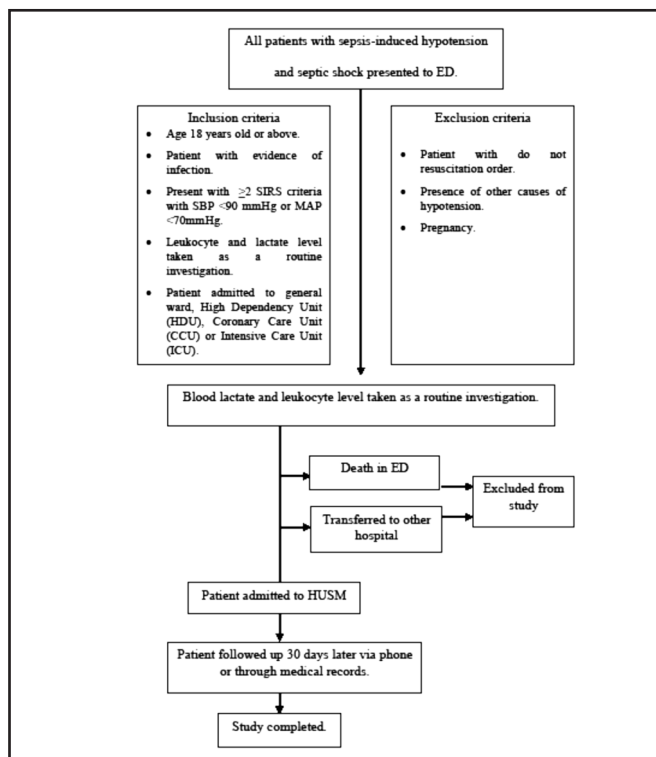 All patients with sepsis-induced hypotension
and septic shock presented to ED.
Inclusion criteria
• Age 18 years old or above.
• Patient with evidence of
infection.
• Present with ≥2 SIRS criteria
with SBP <90 mmHg or MAP
<70mmHg.
• Leukocyte and lactate level
taken as a routine
investigation.
• Patient admitted to general
ward, High Dependency Unit
(HDU), Coronary Care Unit
(CCU) or Intensive Care Unit
(ICU).
Exclusion criteria
• Patient with do not
resuscitation order.
• Presence of other causes of
hypotension.
• Pregnancy.
Blood lactate and leukocyte level taken as a routine investigation.
Death in ED
Transferred to other
hospital
Excluded from
study
Patient admitted to HUSM
Patient followed up 30 days later via phone
or through medical records.
Study completed.